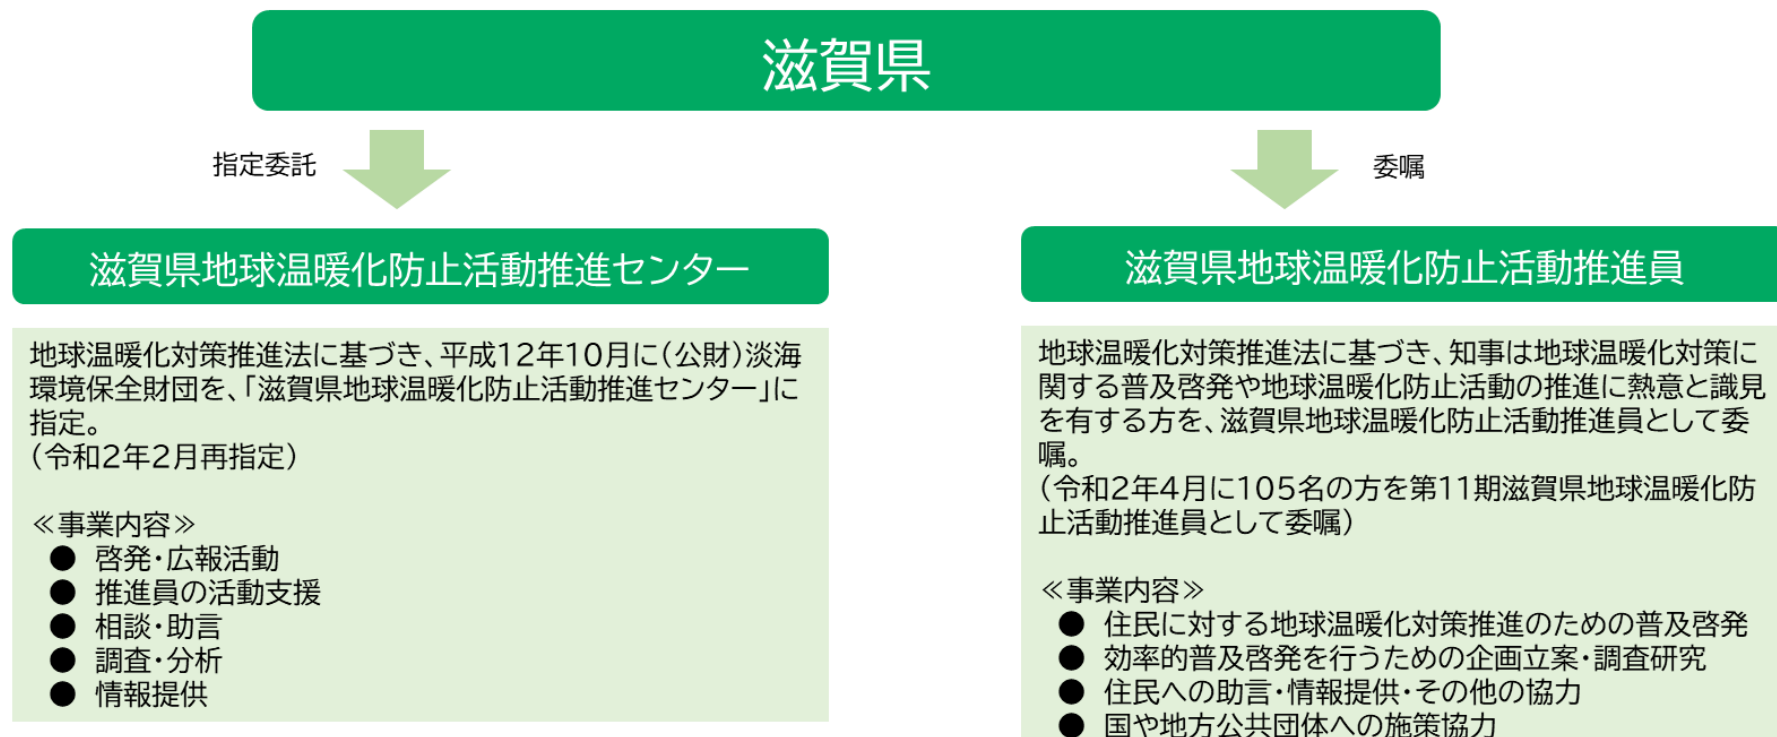 滋賀県
指定委託
委嘱
滋賀県地球温暖化防止活動推進センター
地球温暖化対策推進法に基づき、平成12年10月に(公財)淡海
環境保全財団を、「滋賀県地球温暖化防止活動推進センター」に
指定。
(令和2年2月再指定)
≪事業内容≫
● 啓発・広報活動
● 推進員の活動支援
● 相談・助言
● 調査・分析
● 情報提供
滋賀県地球温暖化防止活動推進員
地球温暖化対策推進法に基づき、知事は地球温暖化対策に
関する普及啓発や地球温暖化防止活動の推進に熱意と識見
を有する方を、滋賀県地球温暖化防止活動推進員として委
嘱。
(令和2年4月に105名の方を第11期滋賀県地球温暖化防
止活動推進員として委嘱)
≪事業内容≫
● 住民に対する地球温暖化対策推進のための普及啓発
● 効率的普及啓発を行うための企画立案・調査研究
● 住民への助言・情報提供・その他の協力
● 国や地方公共団体への施策協力